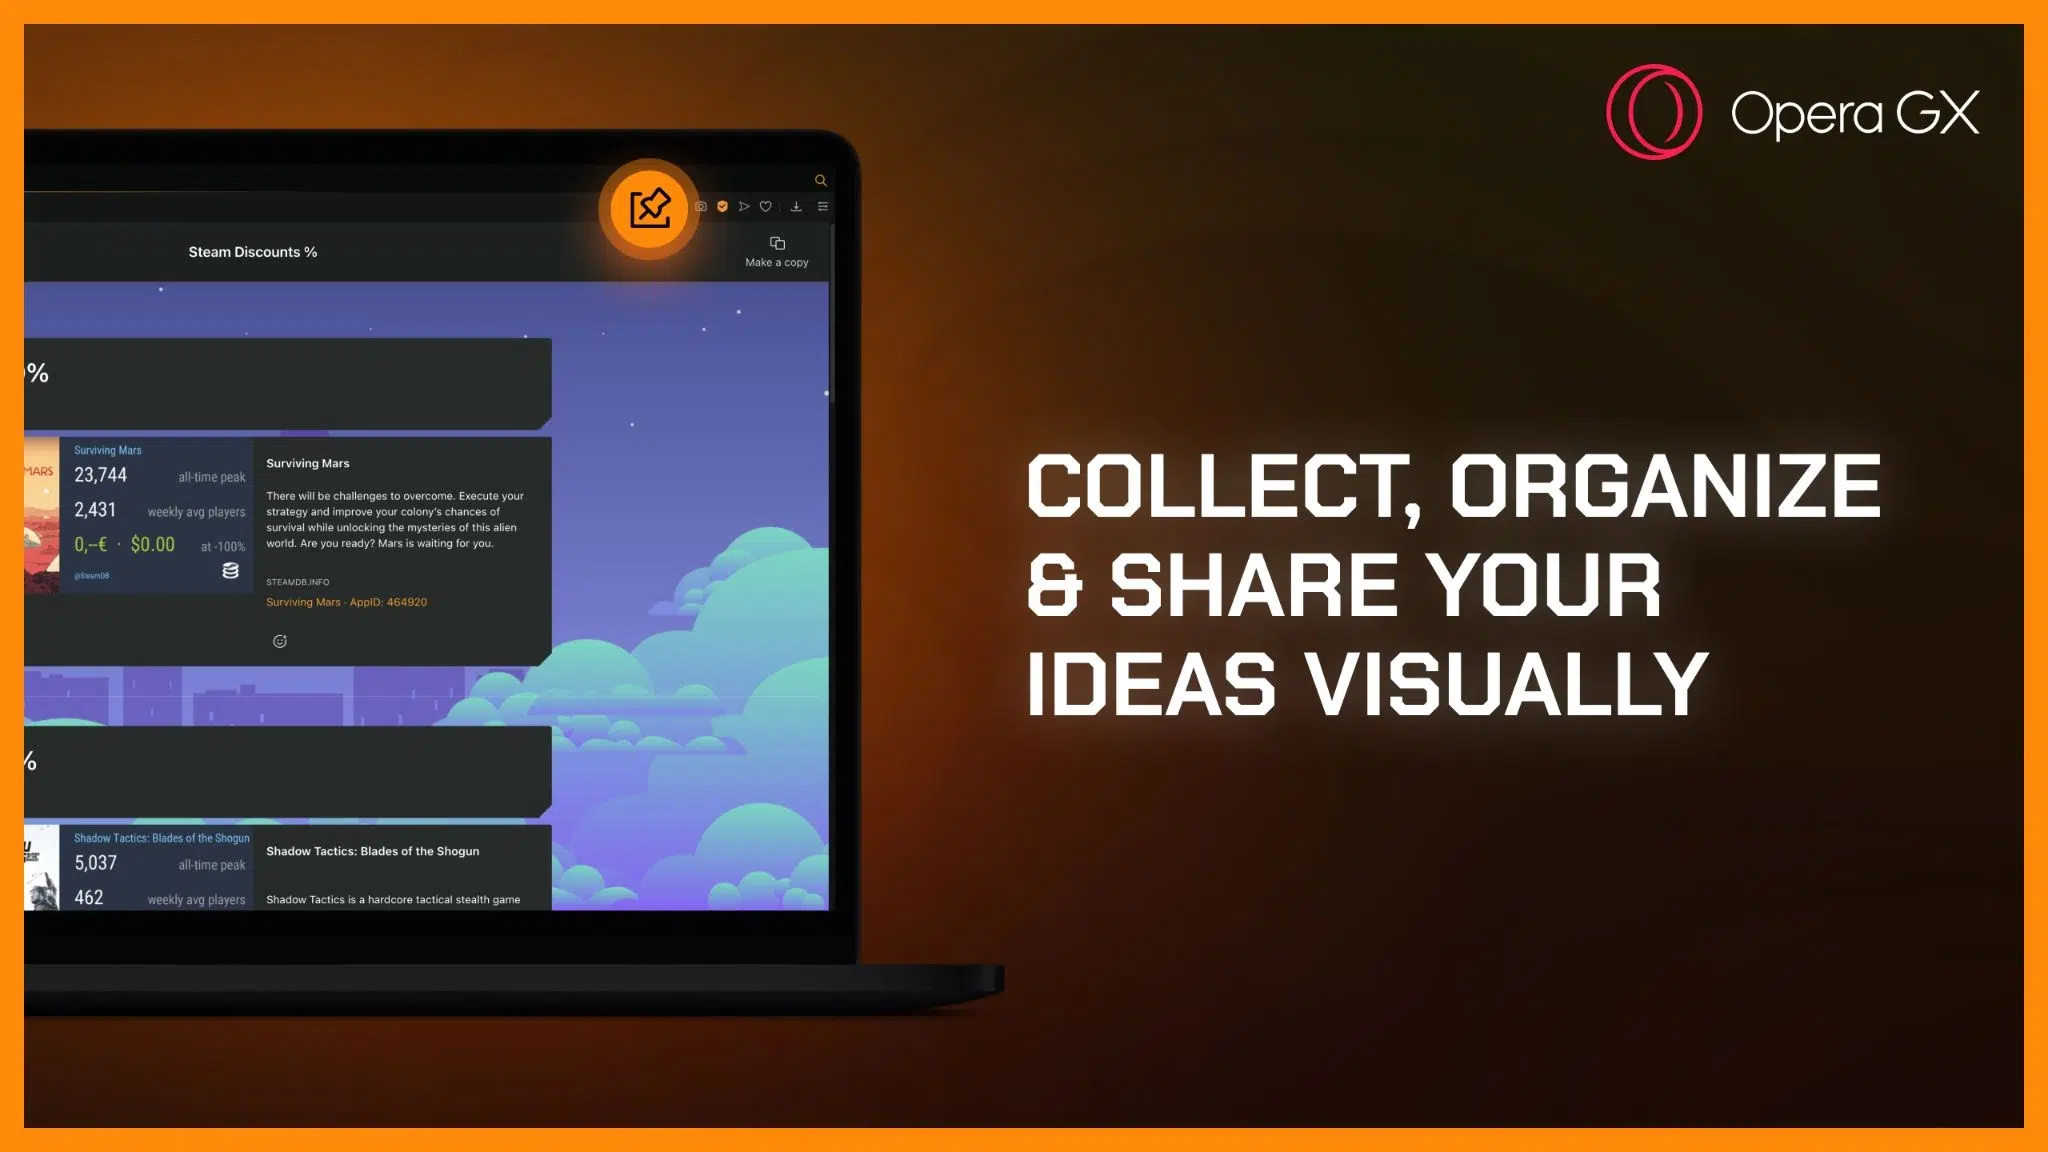 Opera GX
Steam Discounts %
Make a copy
%
MARS
Surviving Mars
23,744 all-time peak
2,431 weekly avg players
0,--€ · $0.00 at -100%
@SteamDB
Surviving Mars
There will be challenges to overcome. Execute your
strategy and improve your colony's chances of
survival while unlocking the mysteries of this alien
world. Are you ready? Mars is waiting for you.
STEAMDB.INFO
Surviving Mars · AppID: 464920
%
Shadow Tactics: Blades of the Shogun
5,037 all-time peak
462 weekly avg players
Shadow Tactics: Blades of the Shogun
Shadow Tactics is a hardcore tactical stealth game
COLLECT, ORGANIZE
& SHARE YOUR
IDEAS VISUALLY